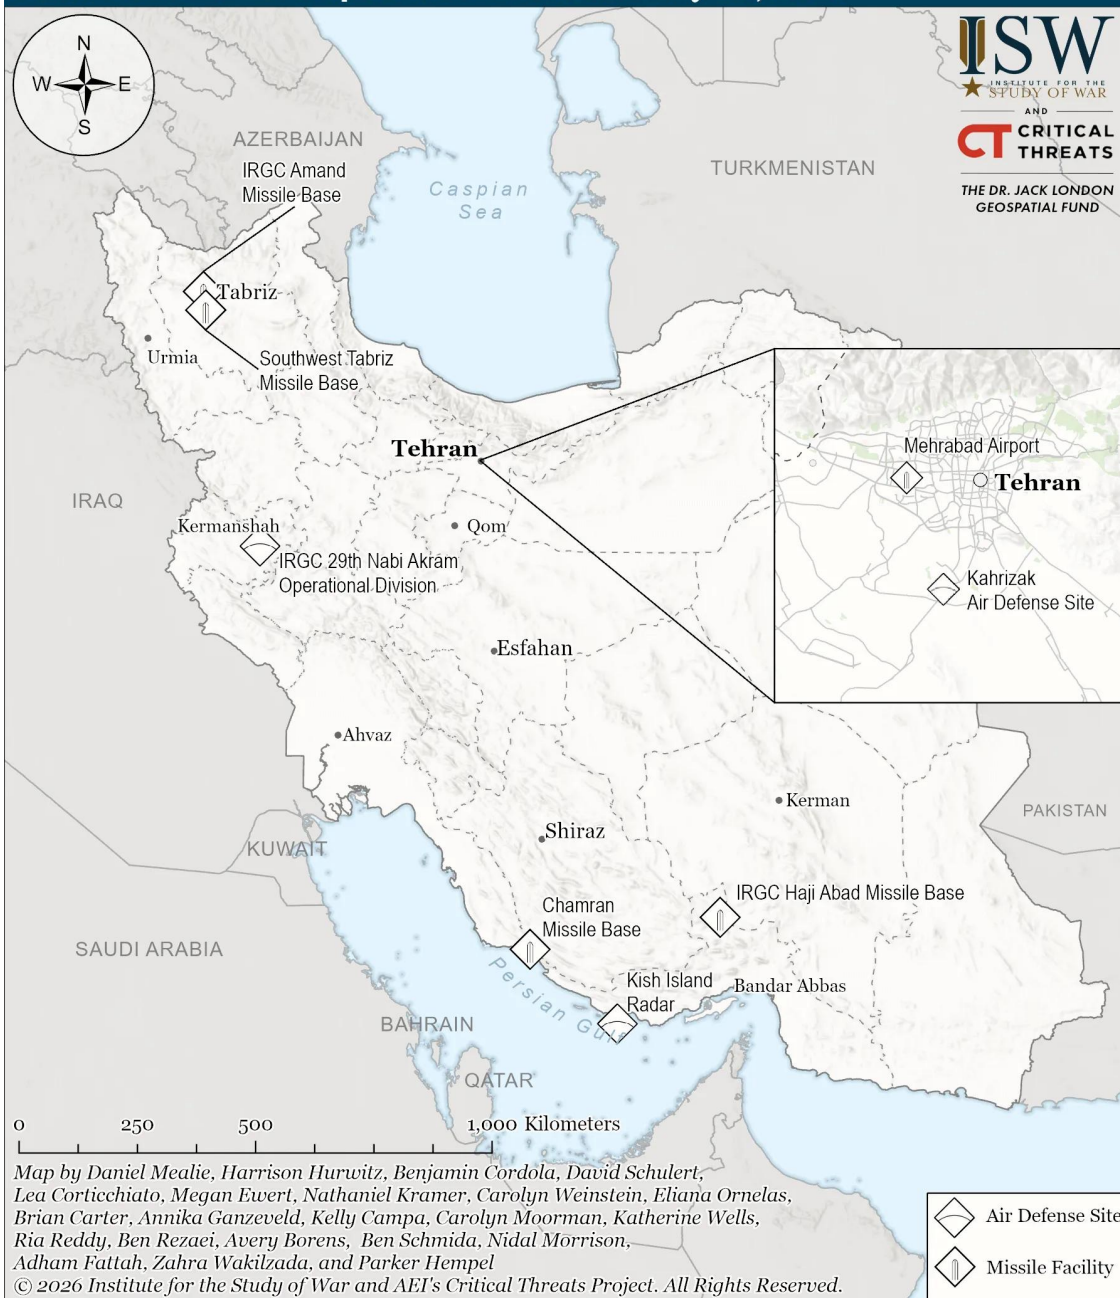 N
W E
S
ISW
INSTITUTE FOR THE
STUDY OF WAR
AND
CT CRITICAL
THREATS
THE DR. JACK LONDON
GEOSPATIAL FUND
AZERBAIJAN
IRGC Amand
Missile Base
Caspian
Sea
TURKMENISTAN
Tabriz
Urmia
Southwest Tabriz
Missile Base
Tehran
Mehrabad Airport
Tehran
Kahrizak
Air Defense Site
IRAQ
Kermanshah
Qom
IRGC 29th Nabi Akram
Operational Division
Esfahan
Ahvaz
Kerman
PAKISTAN
Shiraz
KUWAIT
IRGC Haji Abad Missile Base
Chamran
Missile Base
SAUDI ARABIA
Kish Island
Radar
Bandar Abbas
Persian Gulf
BAHRAIN
QATAR
0 250 500 1,000 Kilometers
Map by Daniel Mealie, Harrison Hurwitz, Benjamin Cordola, David Schulert,
Lea Corticchiato, Megan Ewert, Nathaniel Kramer, Carolyn Weinstein, Eliana Ornelas,
Brian Carter, Annika Ganzeveld, Kelly Campa, Carolyn Moorman, Katherine Wells,
Ria Reddy, Ben Rezaei, Avery Borens, Ben Schmida, Nidal Morrison,
Adham Fattah, Zahra Wakilzada, and Parker Hempel
© 2026 Institute for the Study of War and AEI's Critical Threats Project. All Rights Reserved.
Air Defense Site
Missile Facility